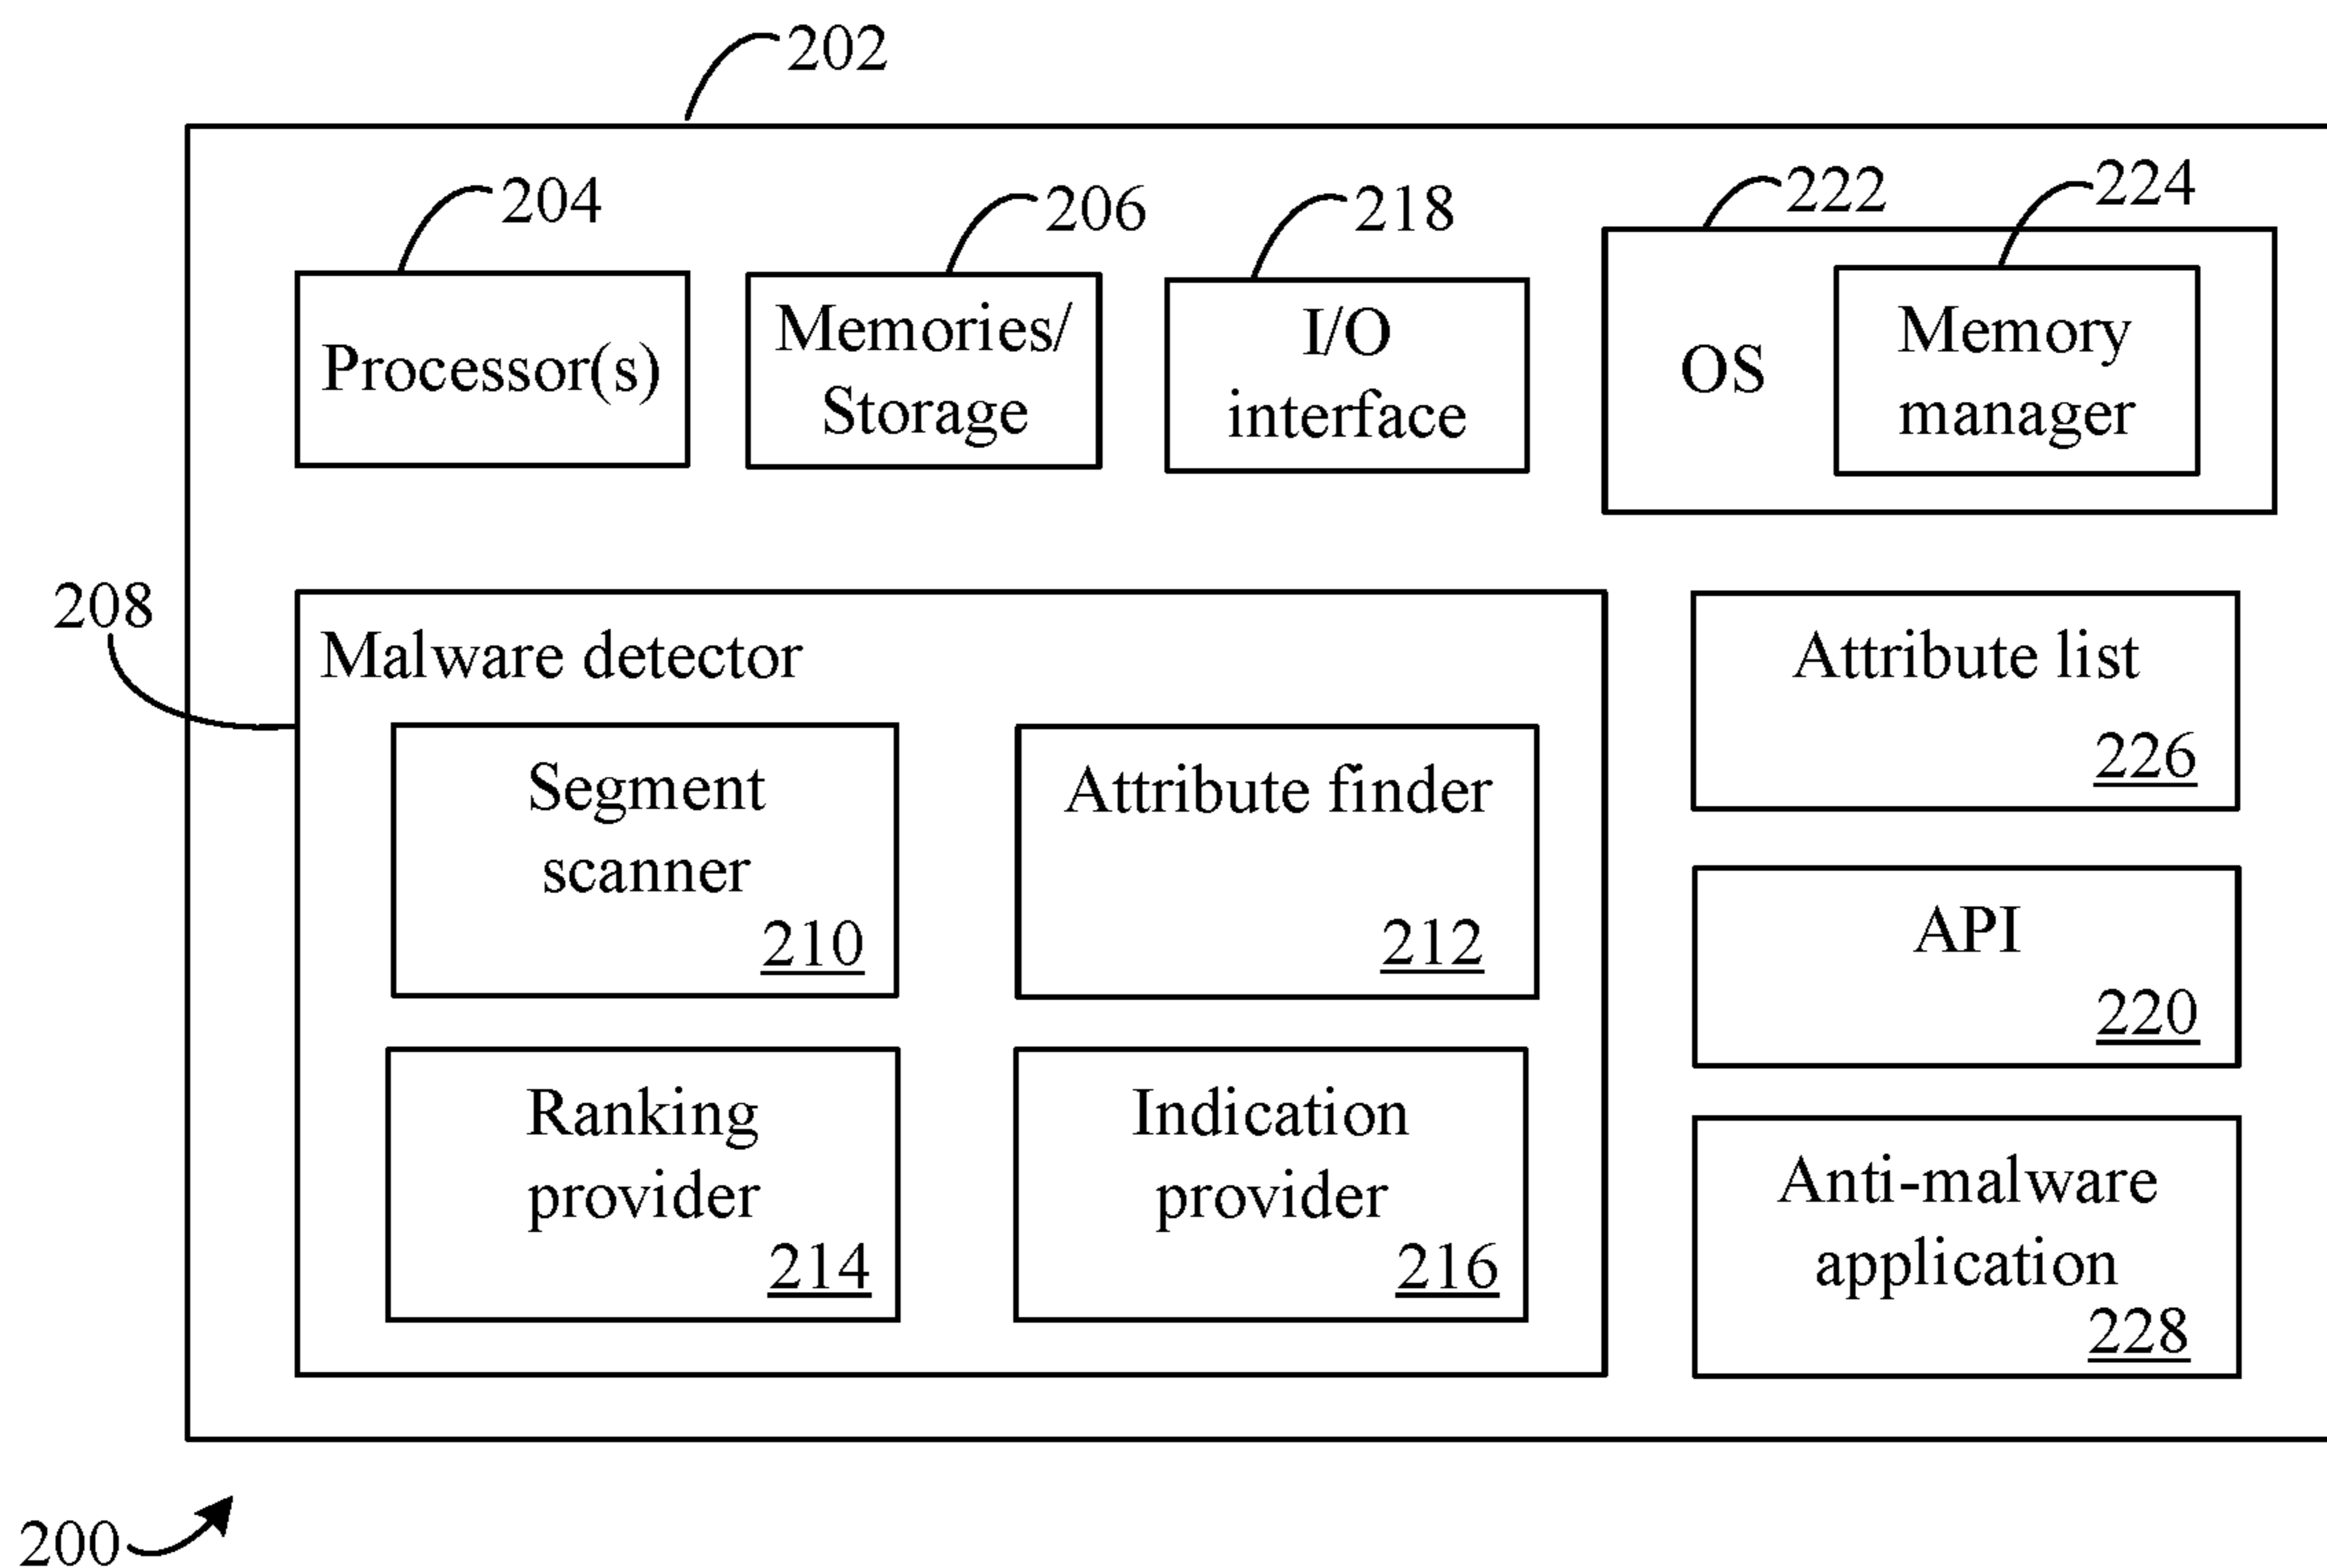 202
204
206
218
222
224
Processor(s)
Memories/
Storage
I/O
interface
OS
Memory
manager
208
Malware detector
Segment
scanner
210
Attribute finder
212
Ranking
provider
214
Indication
provider
216
Attribute list
226
API
220
Anti-malware
application
228
200